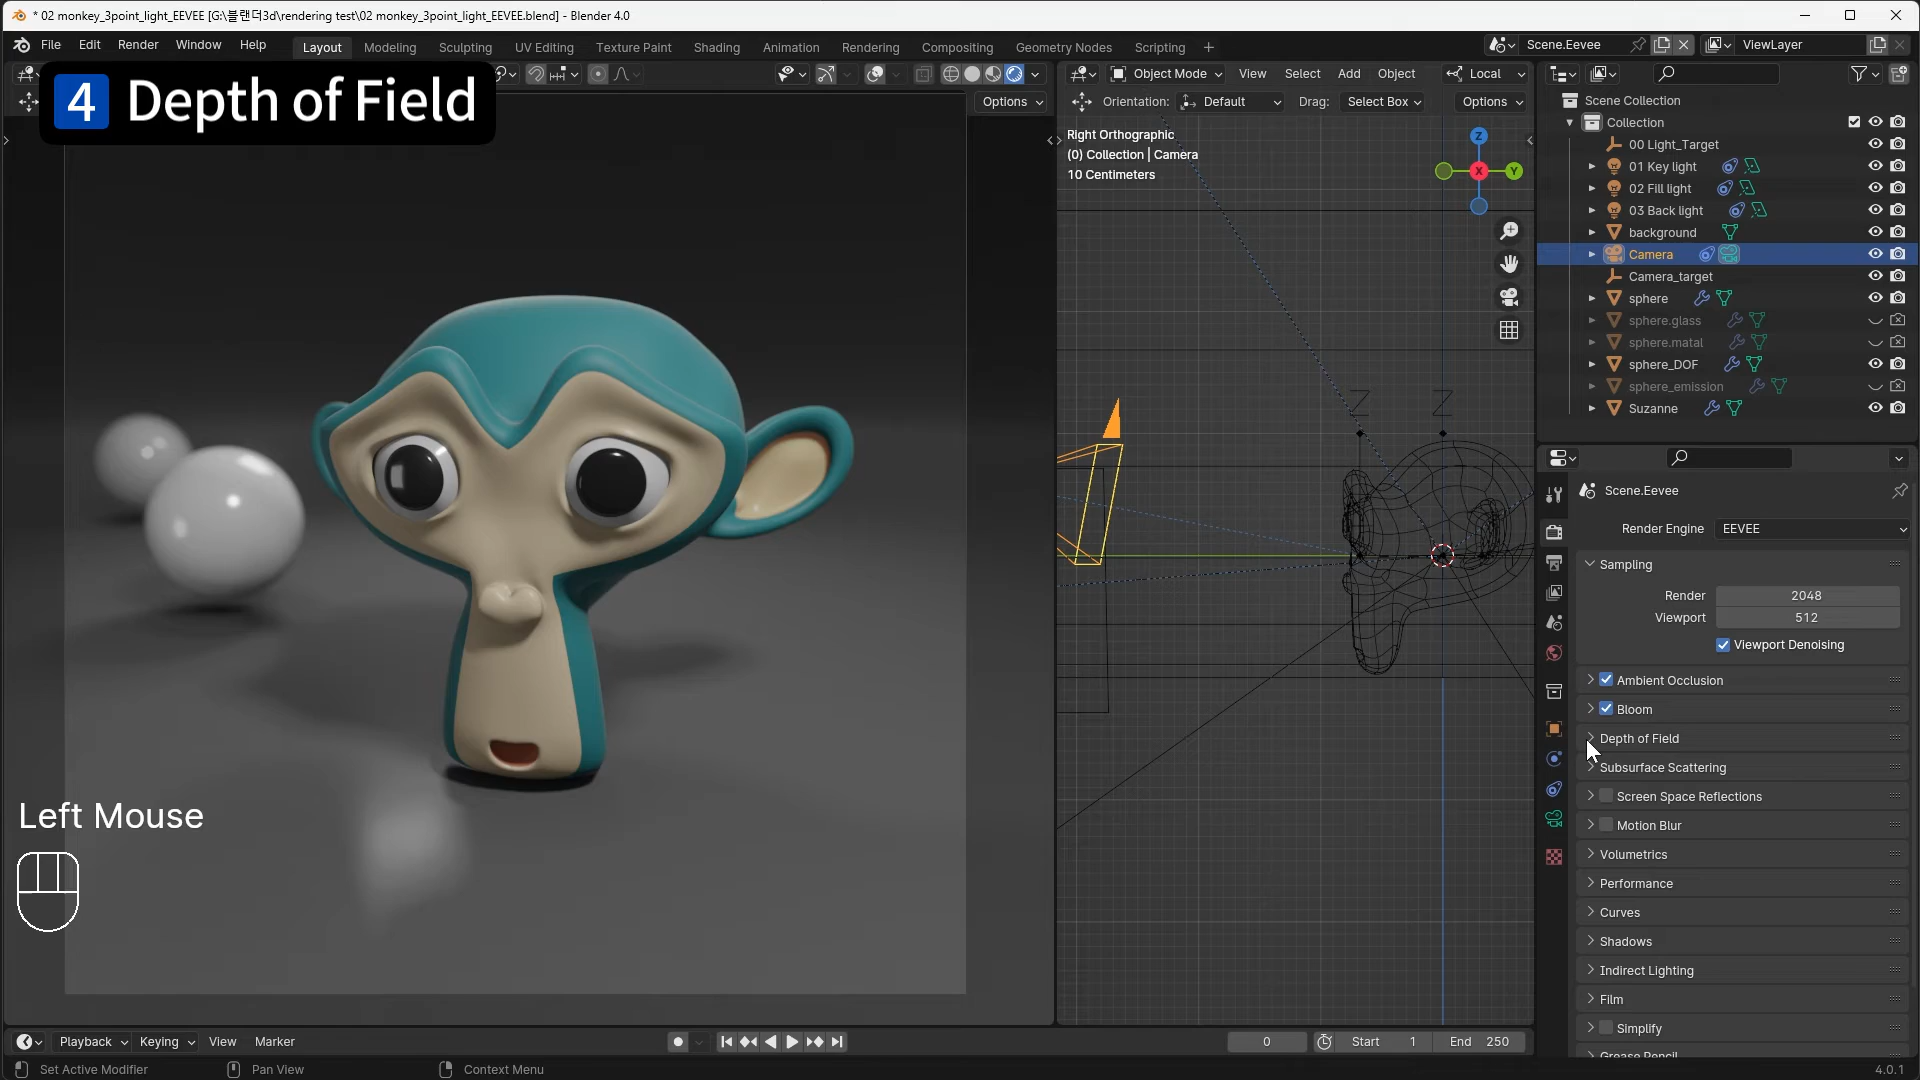 * 02 monkey_3point_light_EEVEE [G:\블랜더3d\rendering test\02 monkey_3point_light_EEVEE.blend] - Blender 4.0
File Edit Render Window Help Layout Modeling Sculpting UV Editing Texture Paint Shading Animation Rendering Compositing Geometry Nodes Scripting +
Scene.Eevee ViewLayer
4 Depth of Field
Options
Object Mode View Select Add Object Local
Orientation: Default Drag: Select Box Options
Right Orthographic
(0) Collection | Camera
10 Centimeters
Z
X
Y
Z Z
Left Mouse
Scene Collection
Collection
00 Light_Target
01 Key light
02 Fill light
03 Back light
background
Camera
Camera_target
sphere
sphere.glass
sphere.matal
sphere_DOF
sphere_emission
Suzanne
Scene.Eevee
Render Engine EEVEE
Sampling
Render 2048
Viewport 512
Viewport Denoising
Ambient Occlusion
Bloom
Depth of Field
Subsurface Scattering
Screen Space Reflections
Motion Blur
Volumetrics
Performance
Curves
Shadows
Indirect Lighting
Film
Simplify
Grease Pencil
Playback Keying View Marker
0 Start 1 End 250
Set Active Modifier Pan View Context Menu
4.0.1